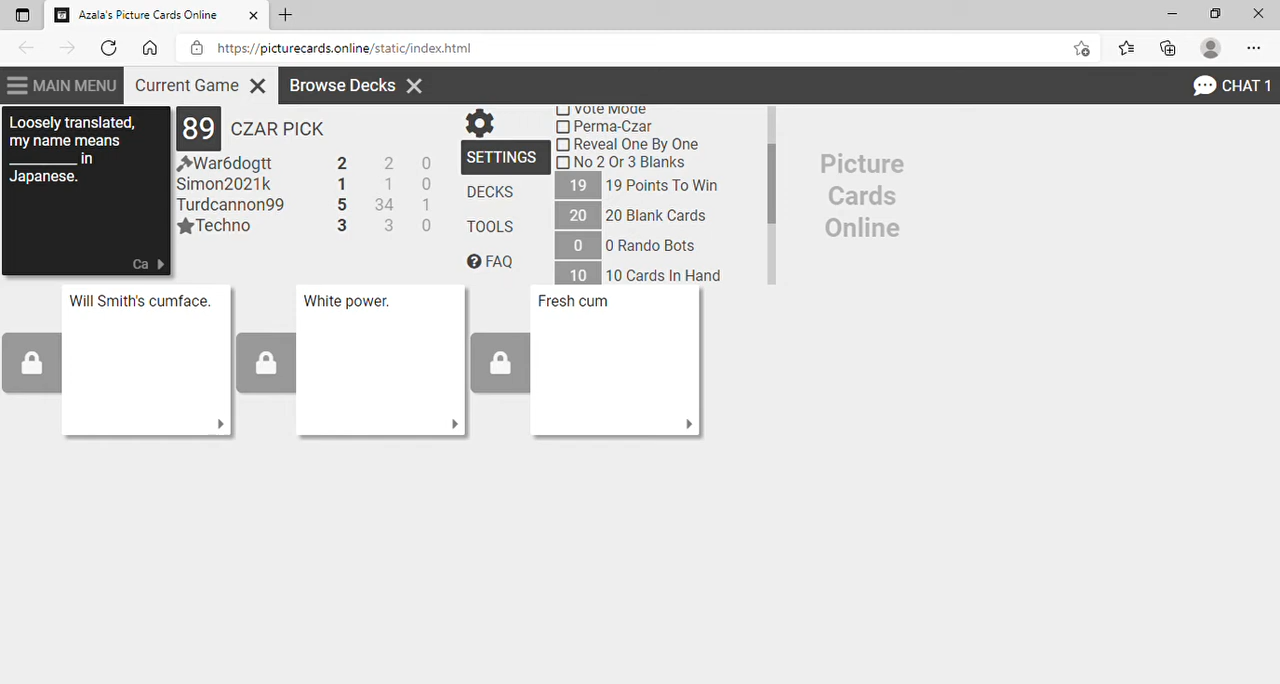 Azala's Picture Cards Online
https://picturecards.online/static/index.html
MAIN MENU
Current Game
Browse Decks
CHAT 1
Loosely translated,
my name means
_________ in
Japanese.
Ca
89 CZAR PICK
War6dogtt 2 2 0
Simon2021k 1 1 0
Turdcannon99 5 34 1
Techno 3 3 0
SETTINGS
DECKS
TOOLS
FAQ
Vote Mode
Perma-Czar
Reveal One By One
No 2 Or 3 Blanks
19 19 Points To Win
20 20 Blank Cards
0 0 Rando Bots
10 10 Cards In Hand
Picture
Cards
Online
Will Smith's cumface.
White power.
Fresh cum